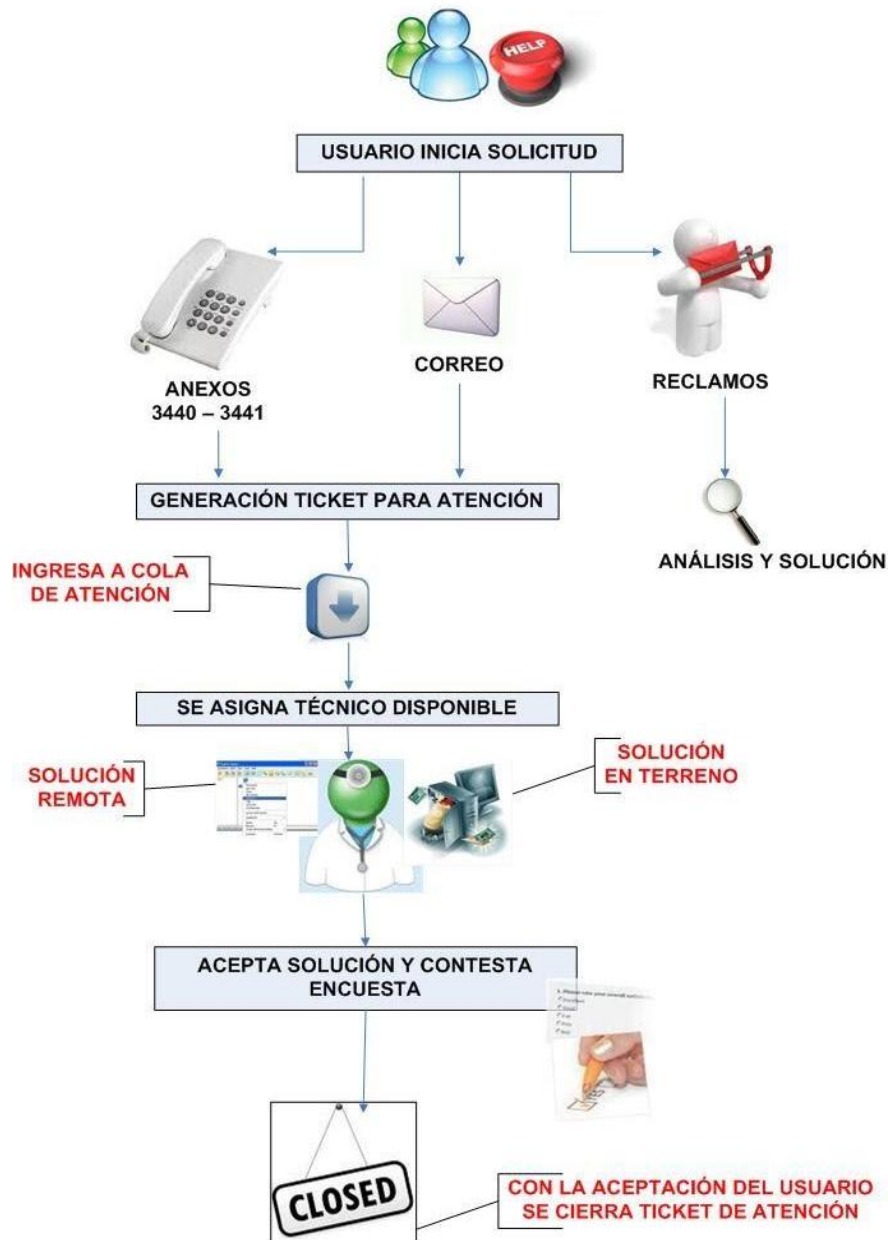 HELP
USUARIO INICIA SOLICITUD
ANEXOS
3440 – 3441
CORREO
RECLAMOS
GENERACIÓN TICKET PARA ATENCIÓN
ANÁLISIS Y SOLUCIÓN
INGRESA A COLA
DE ATENCIÓN
SE ASIGNA TÉCNICO DISPONIBLE
SOLUCIÓN
REMOTA
SOLUCIÓN
EN TERRENO
ACEPTA SOLUCIÓN Y CONTESTA
ENCUESTA
CLOSED
CON LA ACEPTACIÓN DEL USUARIO
SE CIERRA TICKET DE ATENCIÓN